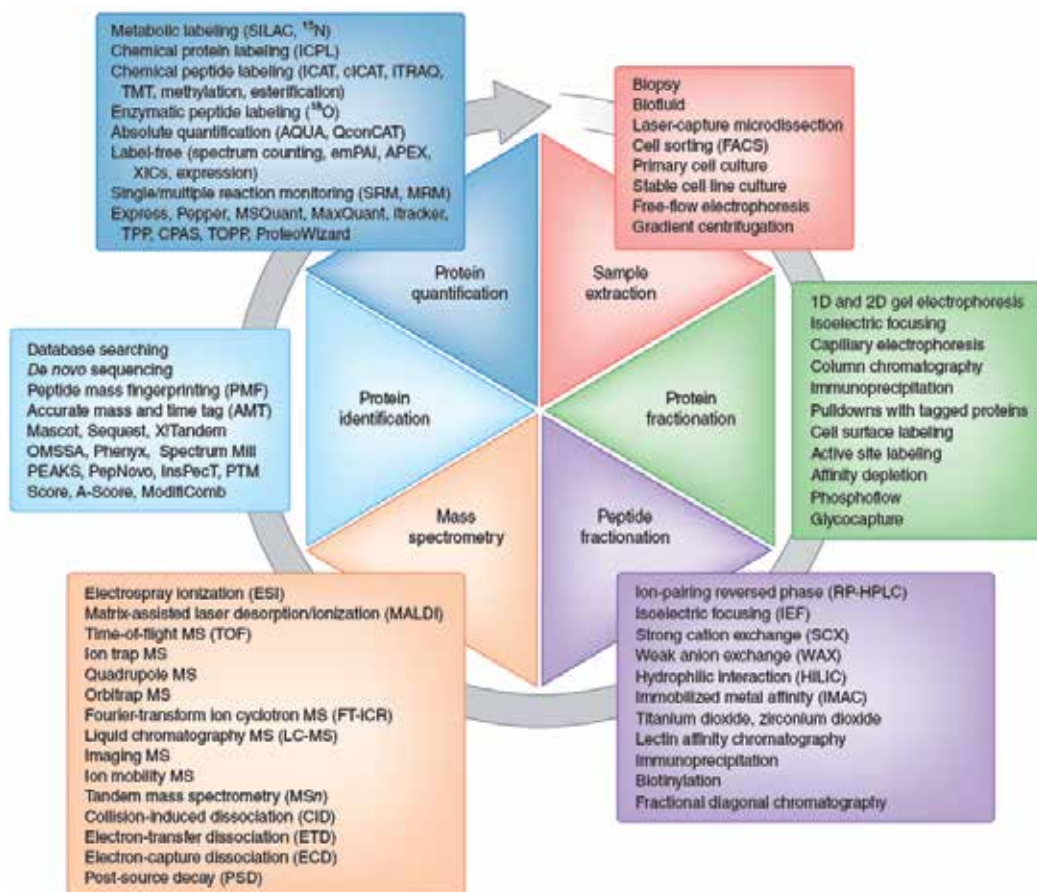 Metabolic labeling (SILAC, ¹⁵N)
Chemical protein labeling (ICPL)
Chemical peptide labeling (ICAT, cICAT, iTRAQ,
TMT, methylation, esterification)
Enzymatic peptide labeling (¹⁸O)
Absolute quantification (AQUA, QconCAT)
Label-free (spectrum counting, emPAI, APEX,
XICs, expression)
Single/multiple reaction monitoring (SRM, MRM)
Express, Pepper, MSQuant, MaxQuant, Itracker,
TPP, CPAS, TOPP, ProteoWizard
Biopsy
Biofluid
Laser-capture microdissection
Cell sorting (FACS)
Primary cell culture
Stable cell line culture
Free-flow electrophoresis
Gradient centrifugation
Protein
quantification
Sample
extraction
1D and 2D gel electrophoresis
Isoelectric focusing
Capillary electrophoresis
Column chromatography
Immunoprecipitation
Pulldowns with tagged proteins
Cell surface labeling
Active site labeling
Affinity depletion
Phosphoflow
Glycocapture
Database searching
De novo sequencing
Peptide mass fingerprinting (PMF)
Accurate mass and time tag (AMT)
Mascot, Sequest, X!Tandem
OMSSA, Phenyx, Spectrum Mill
PEAKS, PepNovo, InsPecT, PTM
Score, A-Score, ModifiComb
Protein
identification
Protein
fractionation
Mass
spectrometry
Peptide
fractionation
Electrospray ionization (ESI)
Matrix-assisted laser desorption/ionization (MALDI)
Time-of-flight MS (TOF)
Ion trap MS
Quadrupole MS
Orbitrap MS
Fourier-transform ion cyclotron MS (FT-ICR)
Liquid chromatography MS (LC-MS)
Imaging MS
Ion mobility MS
Tandem mass spectrometry (MSn)
Collision-induced dissociation (CID)
Electron-transfer dissociation (ETD)
Electron-capture dissociation (ECD)
Post-source decay (PSD)
Ion-pairing reversed phase (RP-HPLC)
Isoelectric focusing (IEF)
Strong cation exchange (SCX)
Weak anion exchange (WAX)
Hydrophilic interaction (HILIC)
Immobilized metal affinity (IMAC)
Titanium dioxide, zirconium dioxide
Lectin affinity chromatography
Immunoprecipitation
Biotinylation
Fractional diagonal chromatography